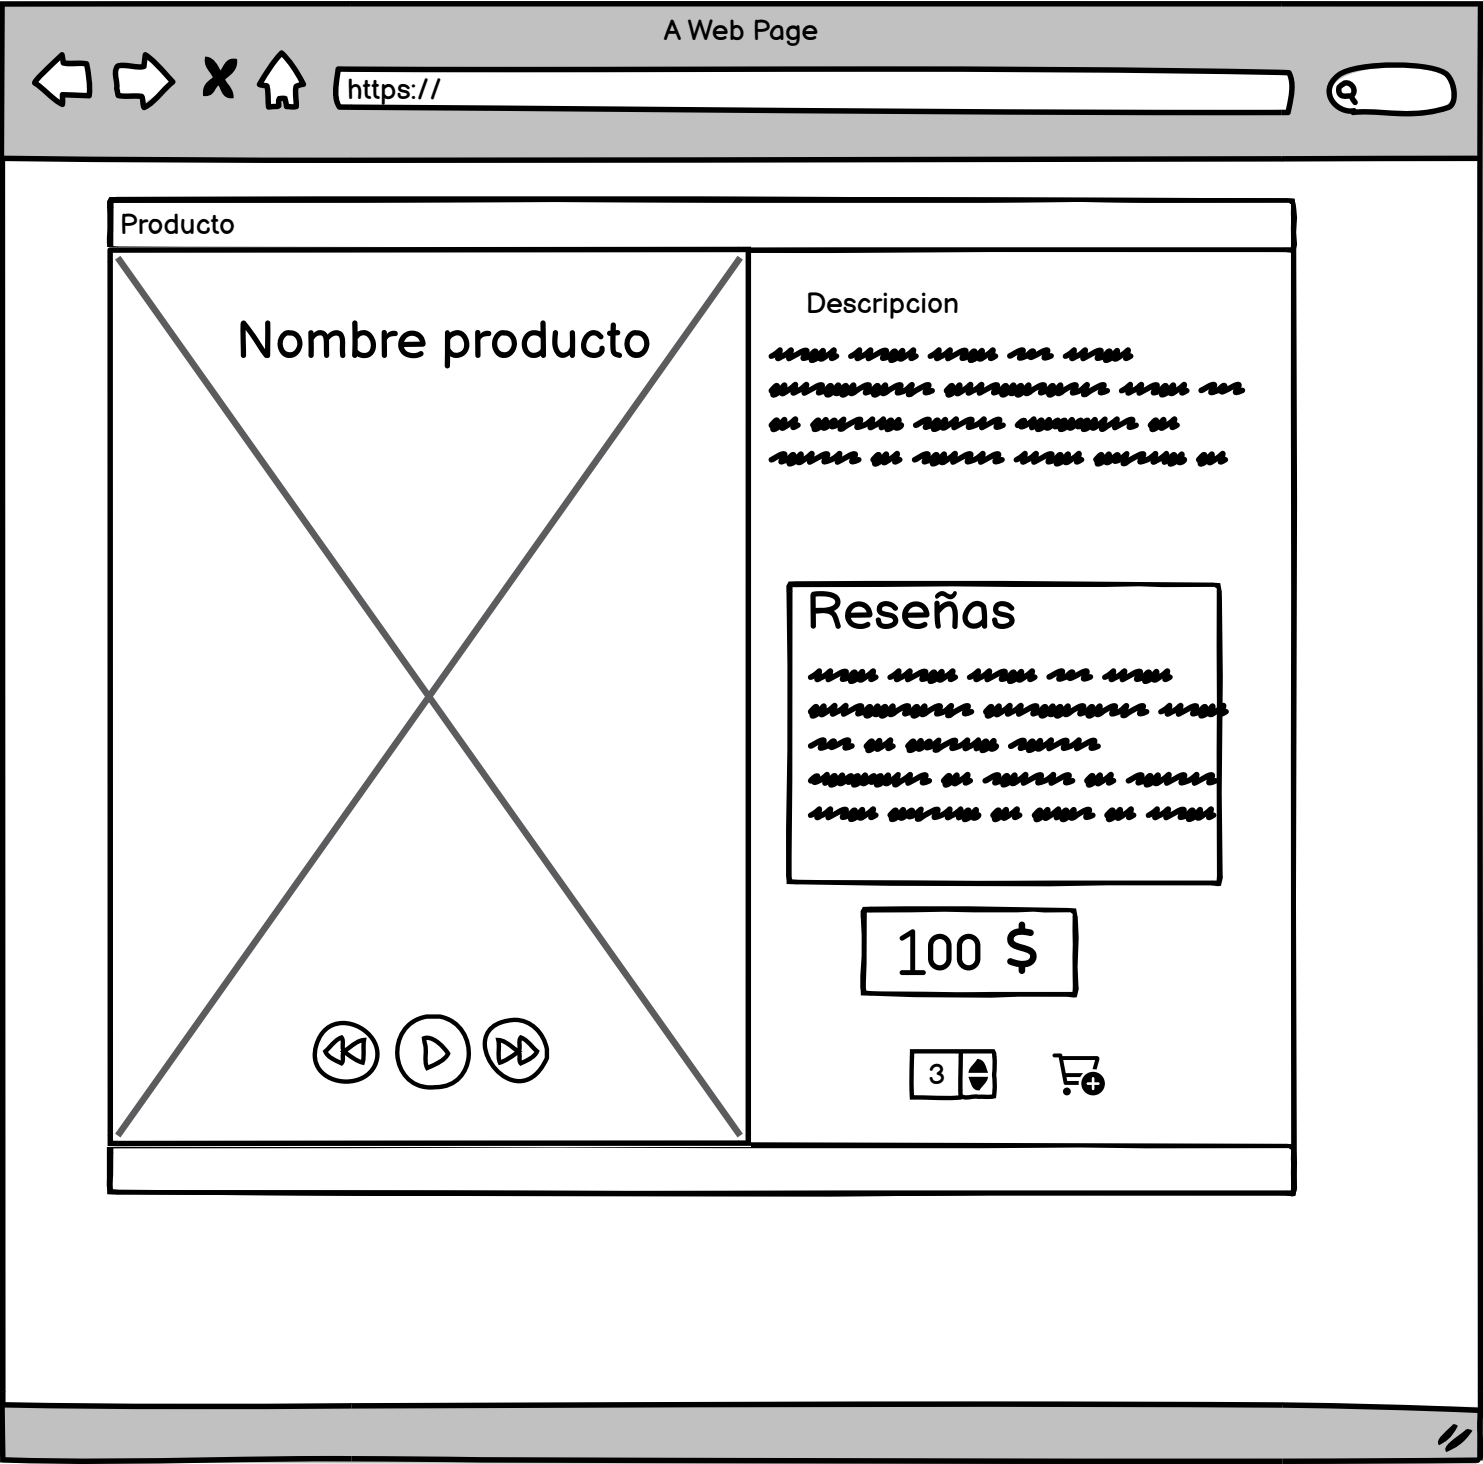 A Web Page
https://
Producto
Nombre producto
Descripcion
Reseñas
100 $
3